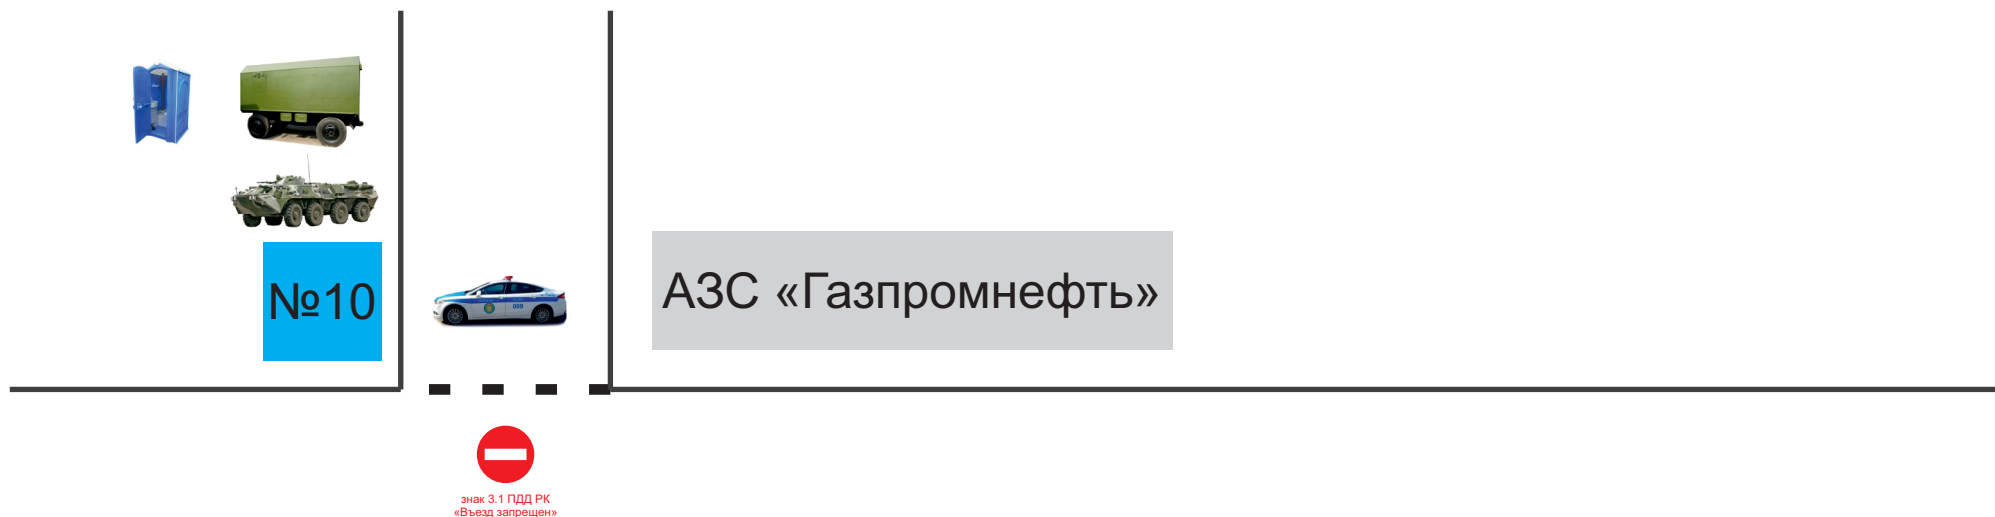 №10
АЗС «Газпромнефть»
знак 3.1 ПДД РК
«Въезд запрещен»